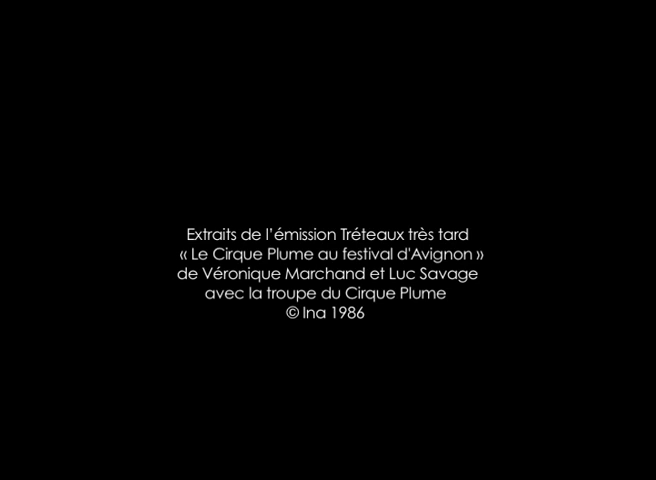 Extraits de l’émission Tréteaux très tard
« Le Cirque Plume au festival d'Avignon »
de Véronique Marchand et Luc Savage
avec la troupe du Cirque Plume
© Ina 1986